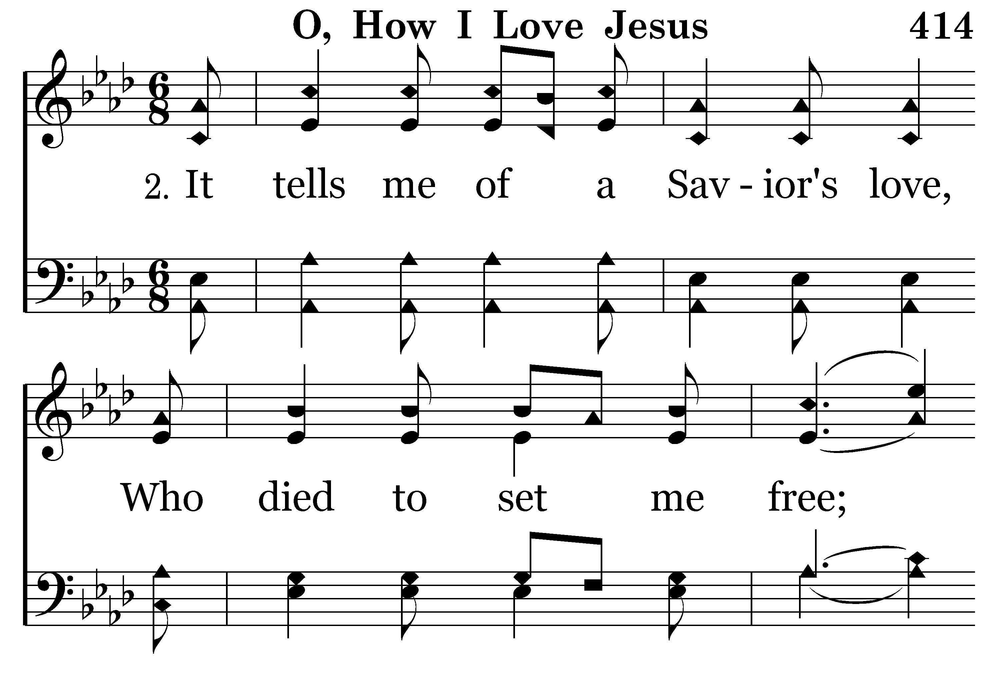 O, How I Love Jesus 414
2. It tells me of a Sav - ior's love,
Who died to set me free;